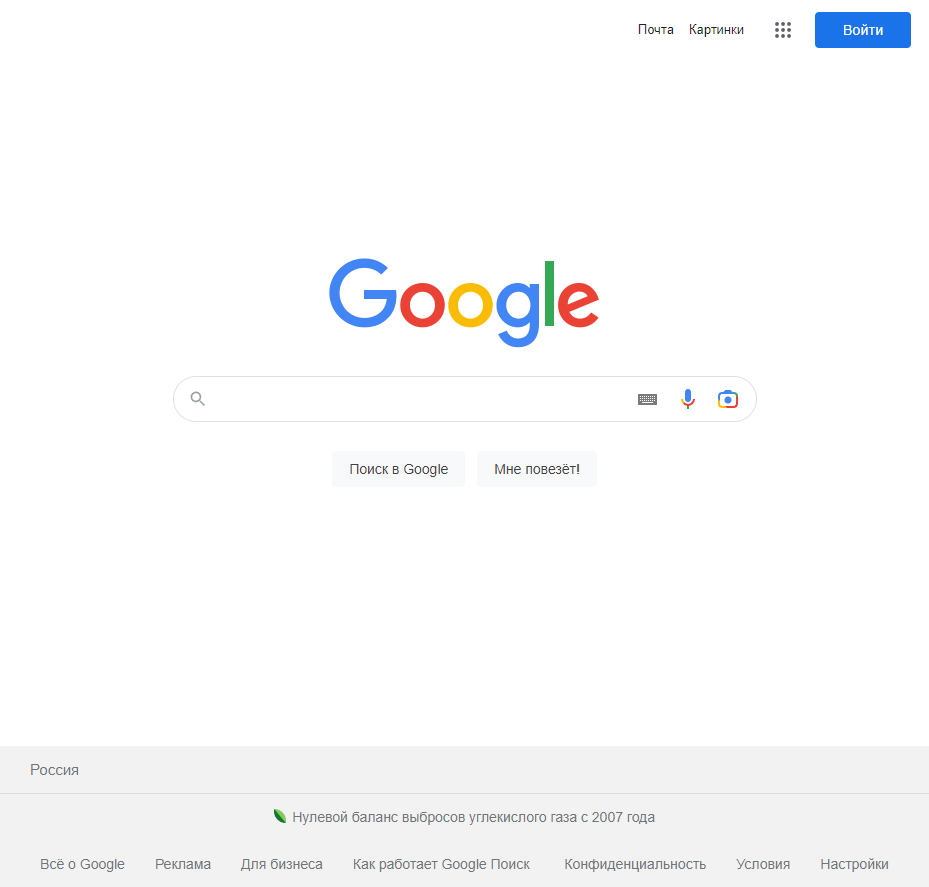 Почта Картинки Войти
Google
Поиск в Google Мне повезёт!
Россия
Нулевой баланс выбросов углекислого газа с 2007 года
Всё о Google Реклама Для бизнеса Как работает Google Поиск Конфиденциальность Условия Настройки